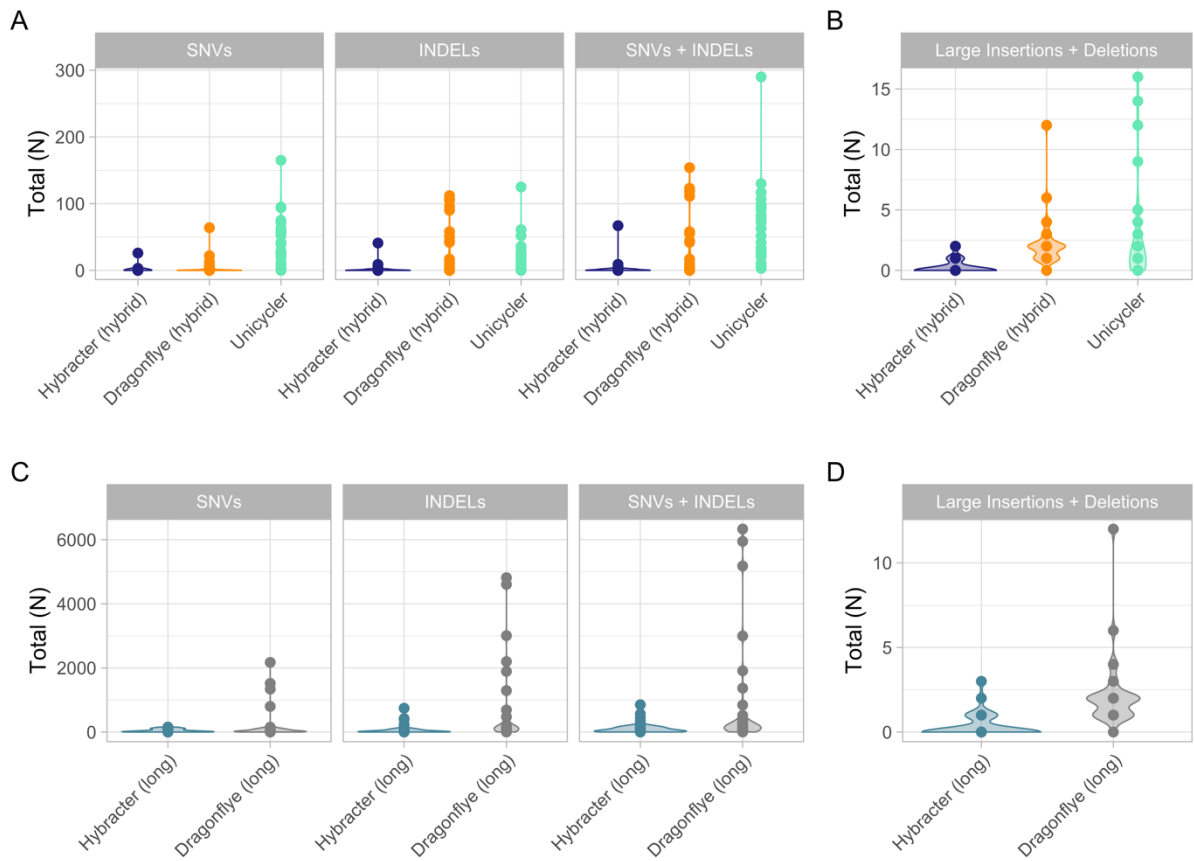 A
SNVs
INDELs
SNVs + INDELs
Total (N)
300
200
100
0
Hybracter (hybrid)
Dragonflye (hybrid)
Unicycler
Hybracter (hybrid)
Dragonflye (hybrid)
Unicycler
Hybracter (hybrid)
Dragonflye (hybrid)
Unicycler
B
Large Insertions + Deletions
Total (N)
15
10
5
0
Hybracter (hybrid)
Dragonflye (hybrid)
Unicycler
C
SNVs
INDELs
SNVs + INDELs
Total (N)
6000
4000
2000
0
Hybracter (long)
Dragonflye (long)
Hybracter (long)
Dragonflye (long)
Hybracter (long)
Dragonflye (long)
D
Large Insertions + Deletions
Total (N)
10
5
0
Hybracter (long)
Dragonflye (long)